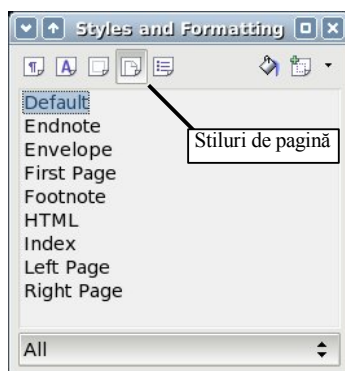 Styles and Formatting
Default
Endnote
Stiluri de pagină
Envelope
First Page
Footnote
HTML
Index
Left Page
Right Page
All